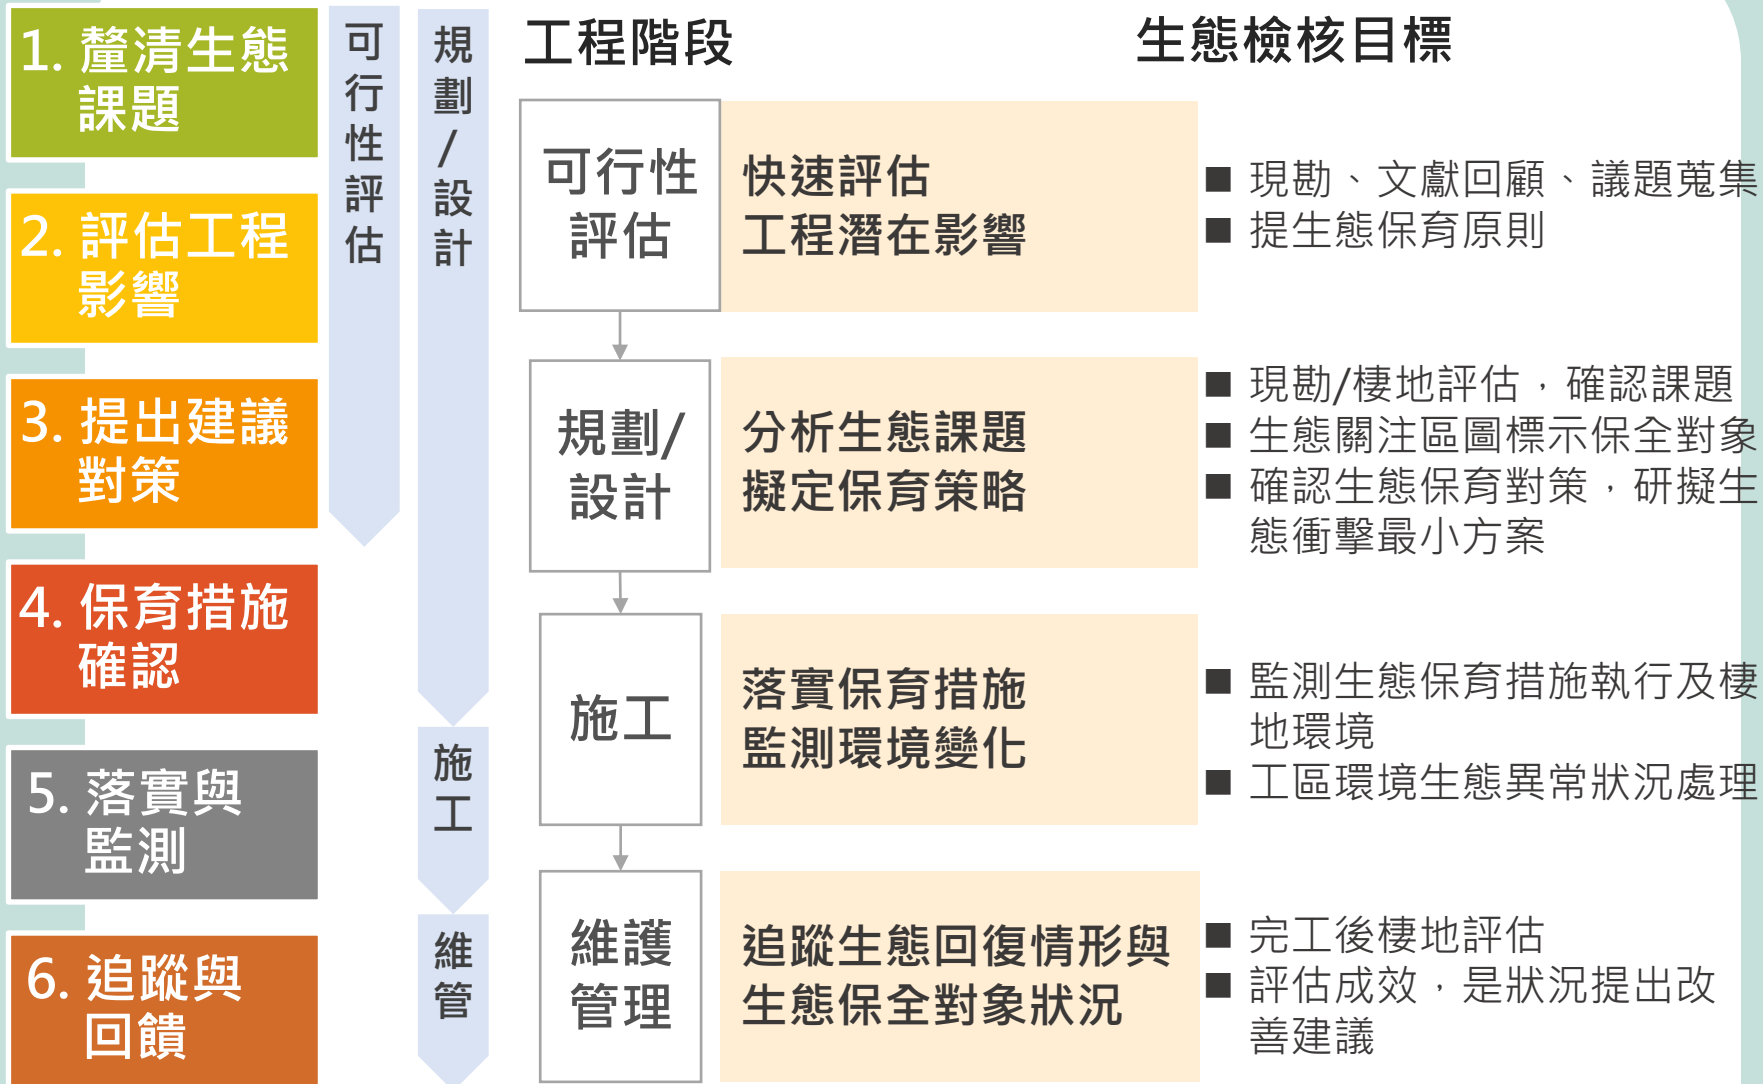 1. 釐清生態
課題
2. 評估工程
影響
3. 提出建議
對策
4. 保育措施
確認
5. 落實與
監測
6. 追蹤與
回饋
可行性評估
規劃/設計
施工
維管
工程階段
生態檢核目標
可行性
評估
快速評估
工程潛在影響
■ 現勘、文獻回顧、議題蒐集
■ 提生態保育原則
規劃/
設計
分析生態課題
擬定保育策略
■ 現勘/棲地評估，確認課題
■ 生態關注區圖標示保全對象
■ 確認生態保育對策，研擬生
態衝擊最小方案
施工
落實保育措施
監測環境變化
■ 監測生態保育措施執行及棲
地環境
■ 工區環境生態異常狀況處理
維護
管理
追蹤生態回復情形與
生態保全對象狀況
■ 完工後棲地評估
■ 評估成效，是狀況提出改
善建議